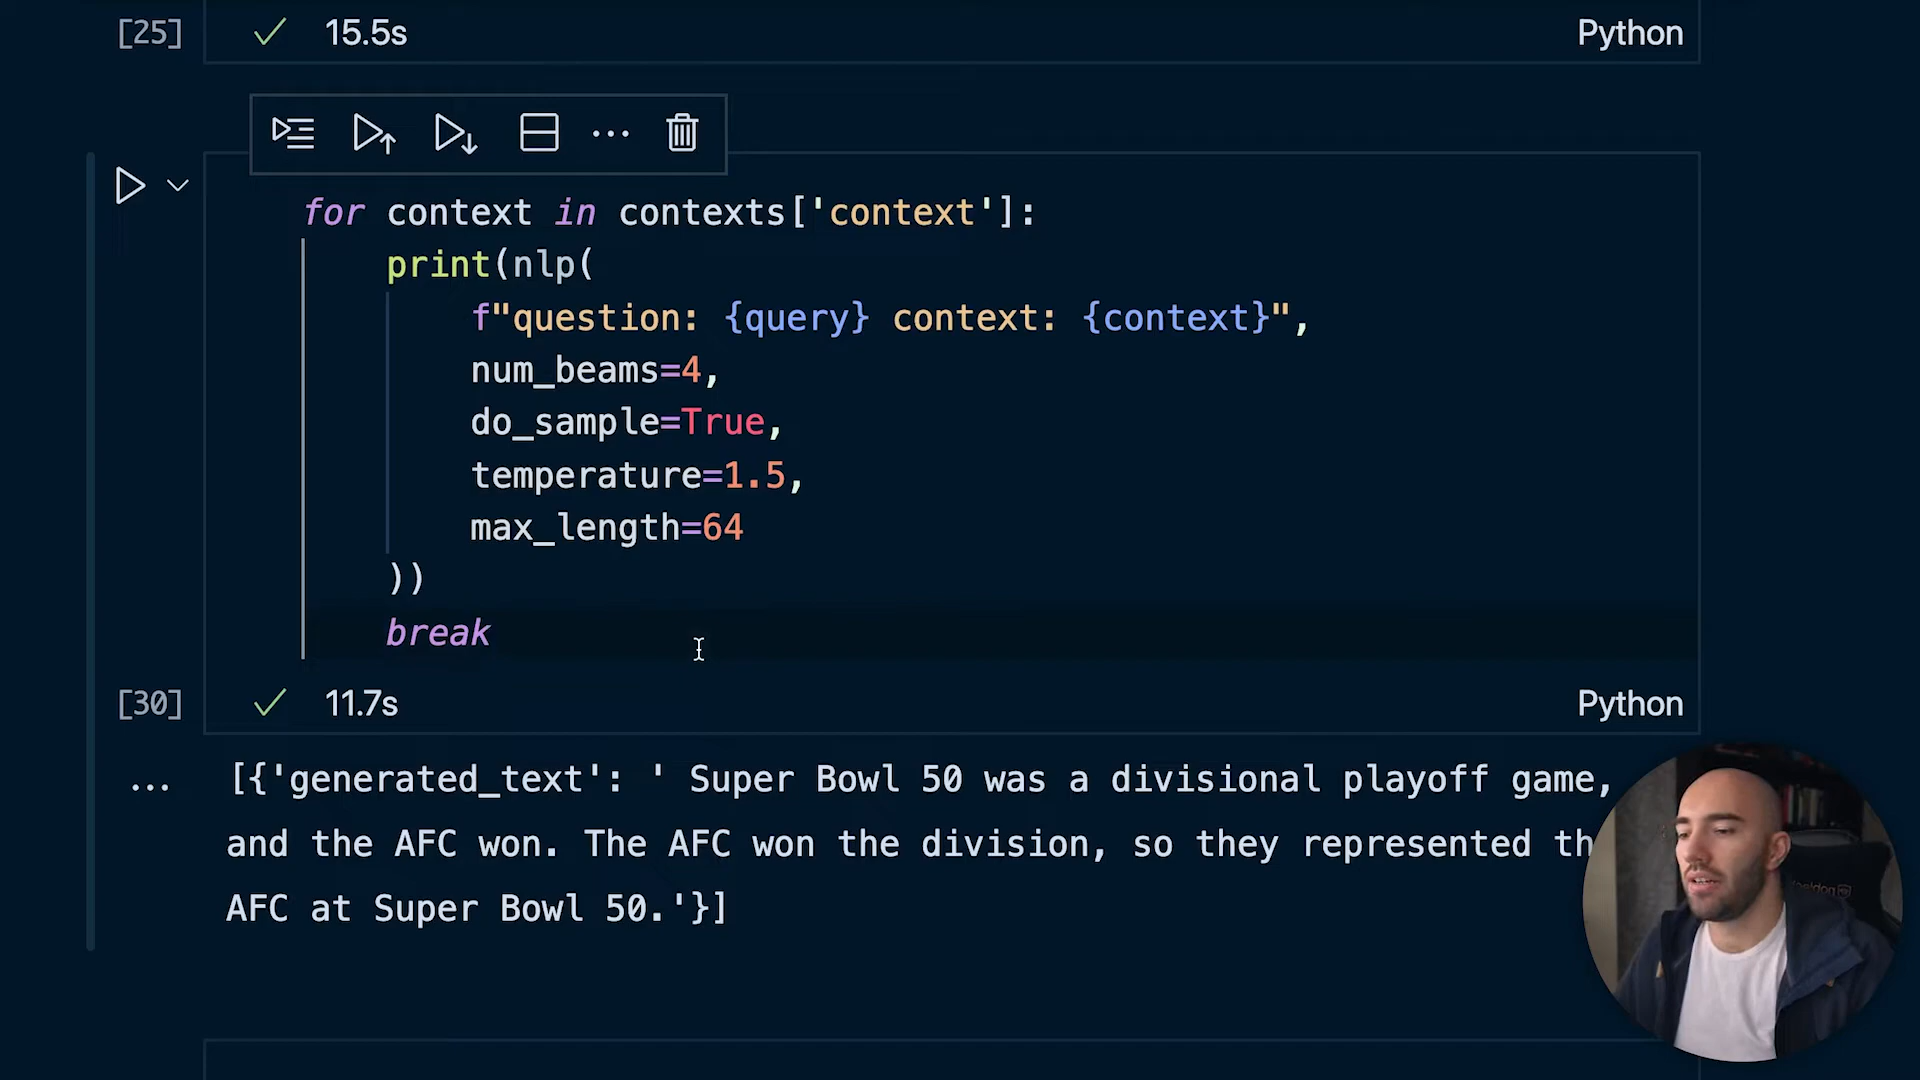 [25] 15.5s Python
for context in contexts['context']:
print(nlp(
f"question: {query} context: {context}",
num_beams=4,
do_sample=True,
temperature=1.5,
max_length=64
))
break
[30] 11.7s Python
[{'generated_text': ' Super Bowl 50 was a divisional playoff game,
and the AFC won. The AFC won the division, so they represented th
AFC at Super Bowl 50.'}]